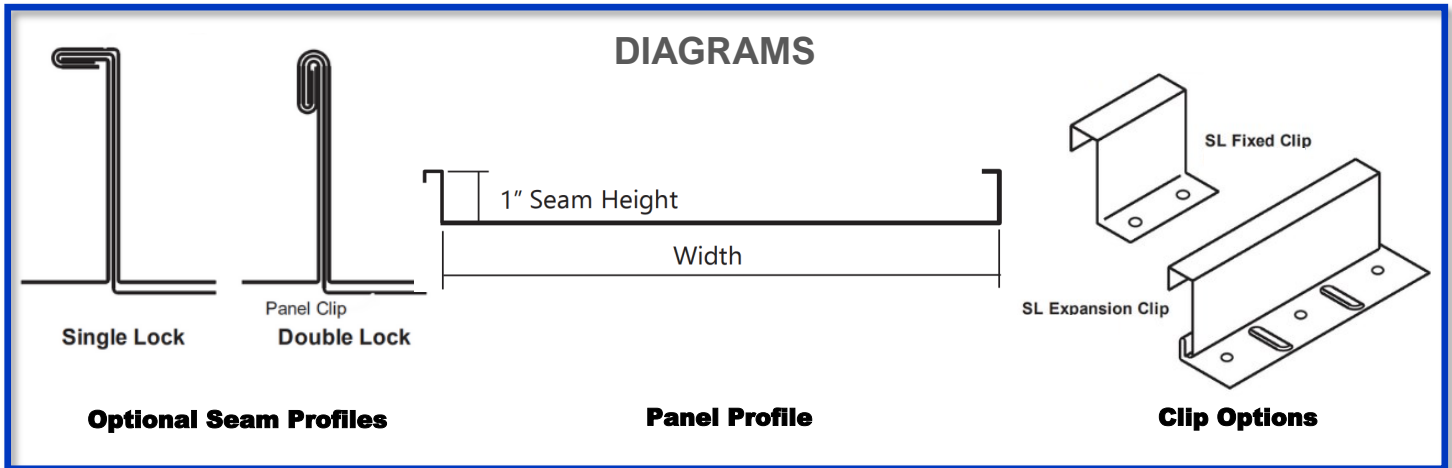 DIAGRAMS
Panel Clip
Single Lock
Double Lock
Optional Seam Profiles
1” Seam Height
Width
Panel Profile
SL Fixed Clip
SL Expansion Clip
Clip Options